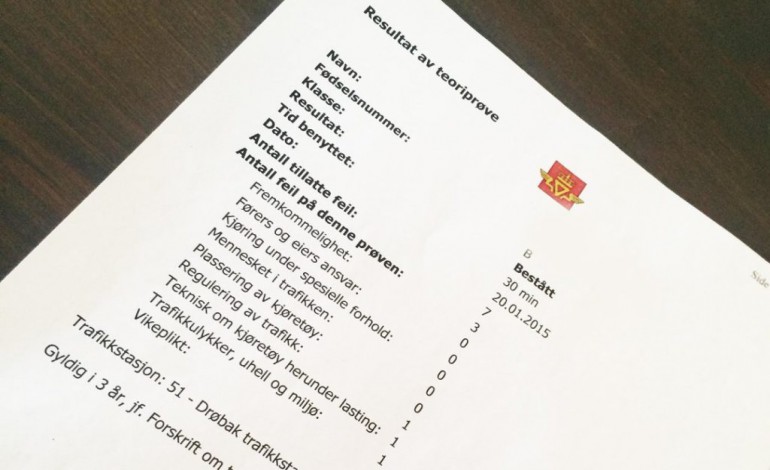 Resultat av teoriprøve
Side
Navn:
Fødselsnummer:
Klasse: B
Resultat: Bestått
Tid benyttet: 30 min
Dato: 20.01.2015
Antall tillatte feil: 7
Antall feil på denne prøven: 3
Fremkommelighet: 0
Førers og eiers ansvar: 0
Kjøring under spesielle forhold: 0
Mennesket i trafikken: 0
Plassering av kjøretøy: 0
Regulering av trafikk: 1
Teknisk om kjøretøy herunder lasting: 1
Trafikkulykker, uhell og miljø: 1
Vikeplikt:
Trafikkstasjon: 51 - Drøbak trafikksta
Gyldig i 3 år, jf. Forskrift om